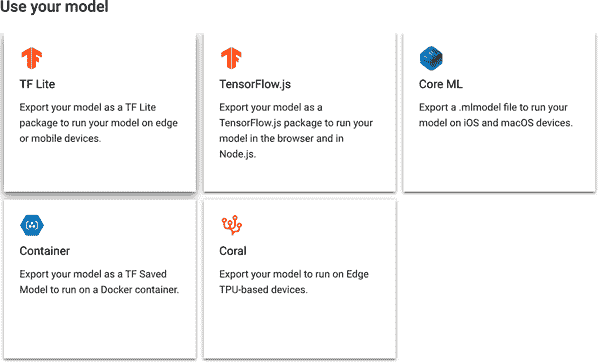 Use your model
TF Lite
Export your model as a TF Lite
package to run your model on edge
or mobile devices.
TensorFlow.js
Export your model as a
TensorFlow.js package to run your
model in the browser and in
Node.js.
Core ML
Export a .mlmodel file to run your
model on iOS and macOS devices.
Container
Export your model as a TF Saved
Model to run on a Docker container.
Coral
Export your model to run on Edge
TPU-based devices.